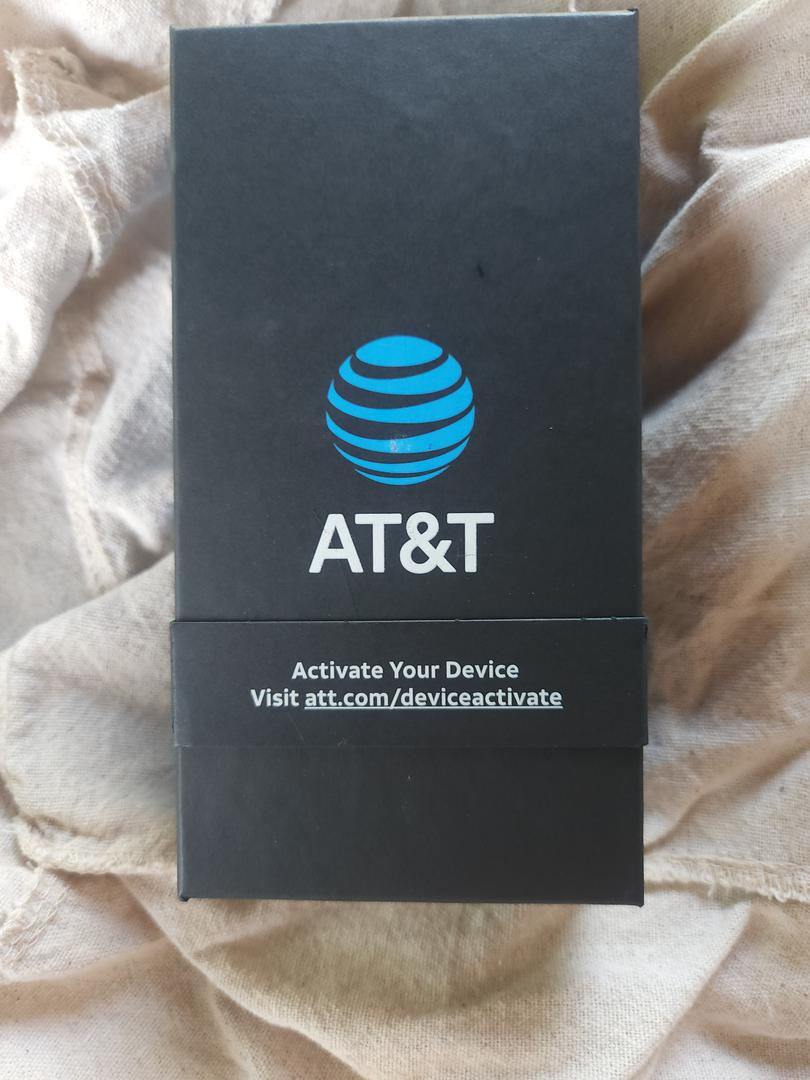 AT&T
Activate Your Device
Visit att.com/deviceactivate